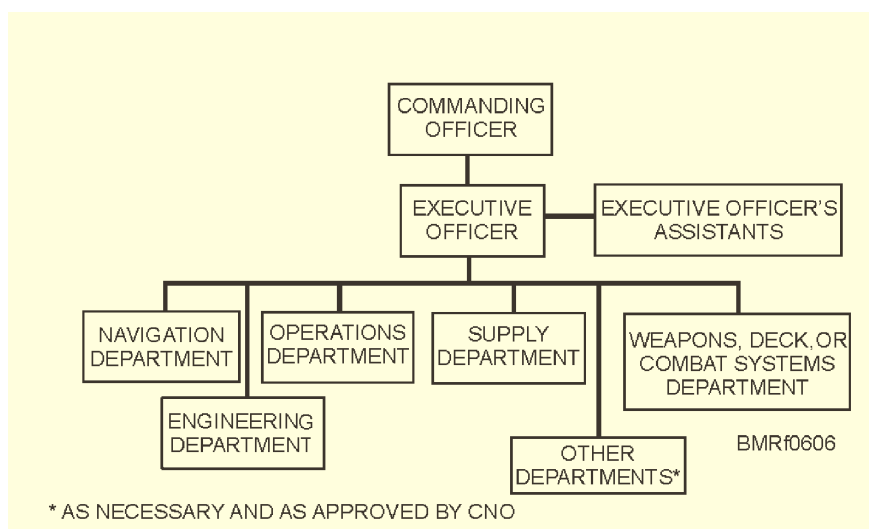 COMMANDING
OFFICER
EXECUTIVE
OFFICER
EXECUTIVE OFFICER'S
ASSISTANTS
NAVIGATION
DEPARTMENT
OPERATIONS
DEPARTMENT
SUPPLY
DEPARTMENT
WEAPONS, DECK, OR
COMBAT SYSTEMS
DEPARTMENT
ENGINEERING
DEPARTMENT
OTHER
DEPARTMENTS*
BMRf0606
* AS NECESSARY AND AS APPROVED BY CNO